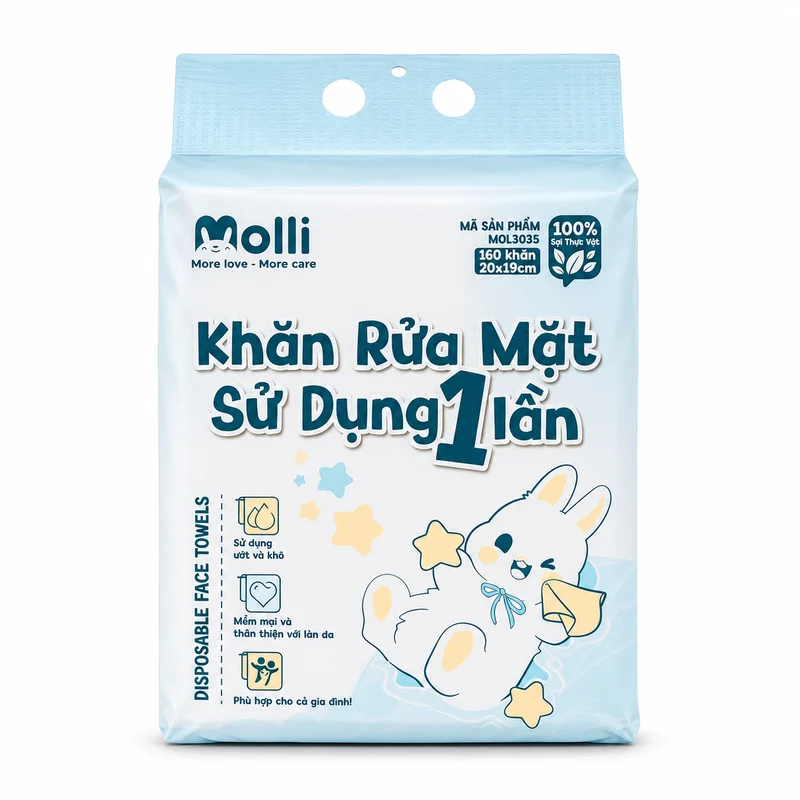 Molli
More love - More care
MÃ SẢN PHẨM
MOL3035
160 khăn
20x19cm
100%
Sợi Thực Vật
Khăn Rửa Mặt
Sử Dụng 1 lần
DISPOSABLE FACE TOWELS
Sử dụng
ướt và khô
Mềm mại và
thân thiện với làn da
Phù hợp cho cả gia đình!